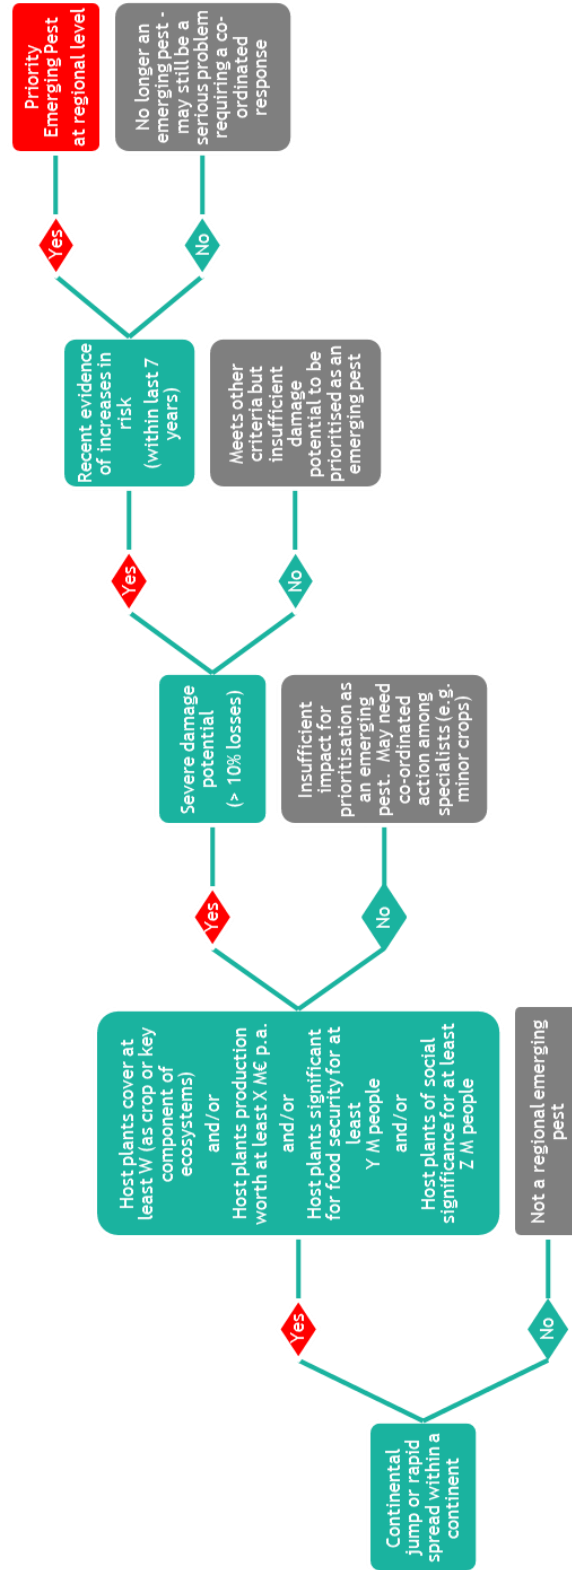 Continental
jump or rapid
spread within a
continent
Yes
No
Host plants cover at
least W (as crop or key
component of
ecosystems)
and/or
Host plants production
worth at least X M€ p.a.
and/or
Host plants significant
for food security for at
least
Y M people
and/or
Host plants of social
significance for at least
Z M people
Not a regional emerging
pest
Yes
No
Severe damage
potential
(> 10% losses)
Insufficient
impact for
prioritisation as
an emerging
pest. May need
co-ordinated
action among
specialists (e.g.
minor crops)
Yes
No
Recent evidence
of increases in
risk
(within last 7
years)
Meets other
criteria but
insufficient
damage
potential to be
prioritised as an
emerging pest
Yes
No
Priority
Emerging Pest
at regional level
No longer an
emerging pest -
may still be a
serious problem
requiring a co-
ordinated
response